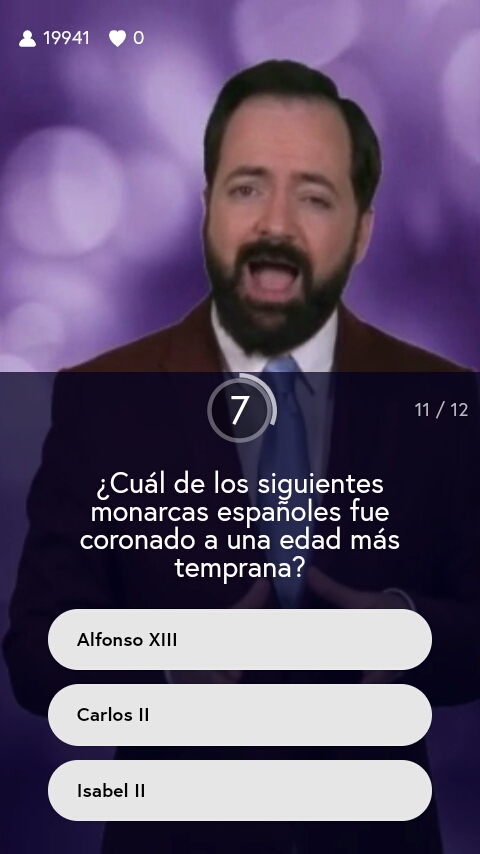 19941 0
7
11 / 12
¿Cuál de los siguientes
monarcas españoles fue
coronado a una edad más
temprana?
Alfonso XIII
Carlos II
Isabel II